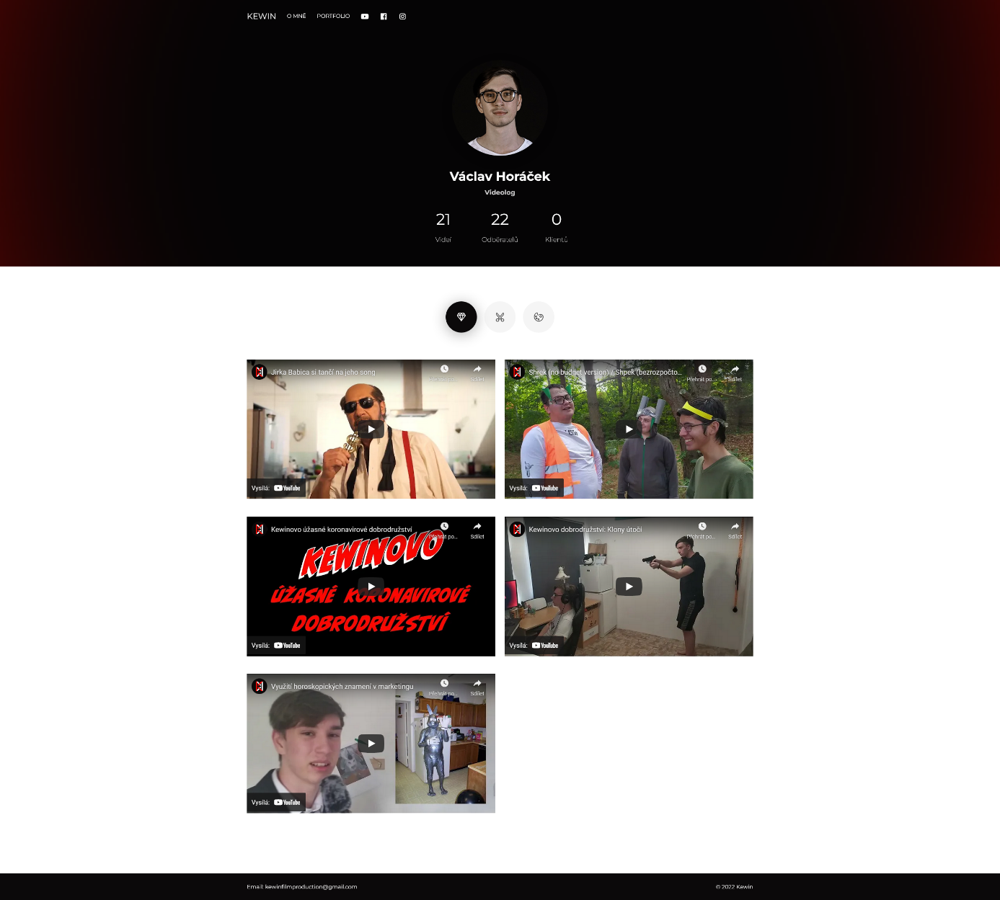 KEWIN O MNĚ PORTFOLIO
Václav Horáček
Videolog
21 22 0
Videí Odběratelů Klientů
Jirka Babica si tančí na jeho song
Sdílet
Vysílá: YouTube
Shrek (no budget version) / Shpek (bezrozpočto...
Přehrát po... Sdílet
Vysílá: YouTube
Kewinovo úžasné koronavirové dobrodružství
Přehrát po... Sdílet
KEWINOVO
ÚŽASNÉ KORONAVIROVÉ
DOBRODRUŽSTVÍ
Vysílá: YouTube
Kewinovo dobrodružství: Klony útočí
Přehrát po... Sdílet
Vysílá: YouTube
Využití horoskopických znamení v marketingu
Přehrát po... Sdílet
Vysílá: YouTube
Email: kewinfilmproduction@gmail.com
© 2022 Kewin